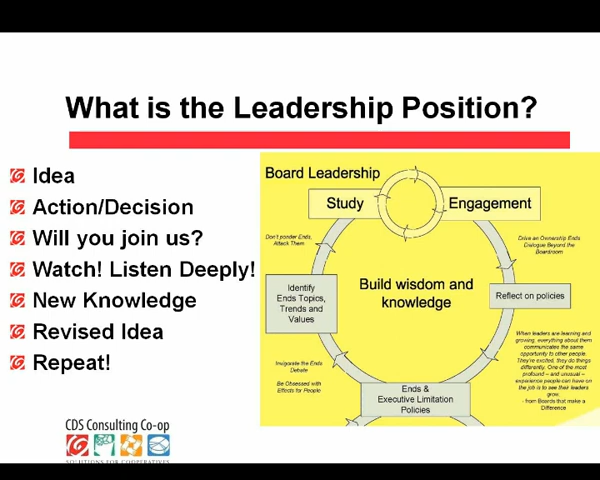 What is the Leadership Position?
Idea
Action/Decision
Will you join us?
Watch! Listen Deeply!
New Knowledge
Revised Idea
Repeat!
CDS Consulting Co-op
SOLUTIONS FOR COOPERATIVES
Board Leadership
Study
Engagement
Don't ponder Ends,
Attack Them
Drive an Ownership Ends
Dialogue Beyond the
Boardroom
Build wisdom and
knowledge
Identify
Ends Topics,
Trends and
Values
Reflect on policies
When leaders are learning and
growing, everything about them
communicates the same
opportunity to other people.
They're excited, they do things
differently. One of the most
profound – and unusual –
experience people can have on
the job is to see their leaders
grow.
- from Boards that make a
Difference
Invigorate the Ends
Debate
Be Obsessed with
Effects for People
Ends &
Executive Limitation
Policies